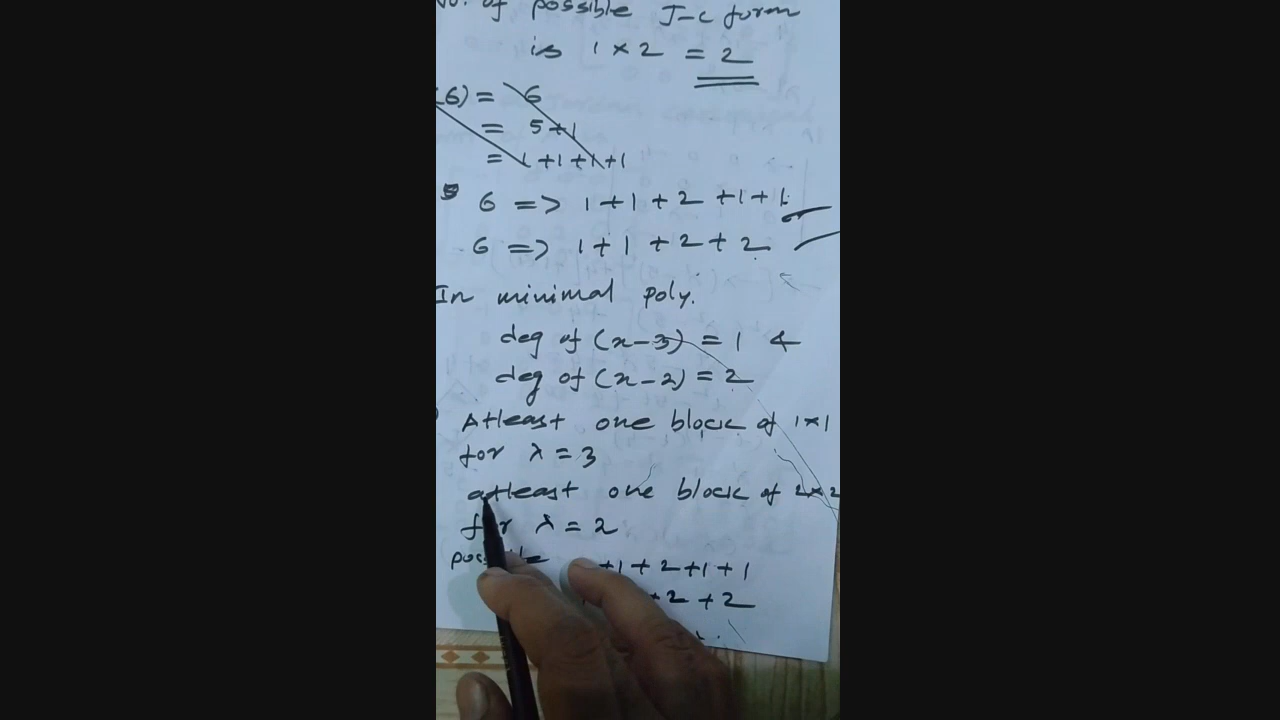 No. of possible J-C form
is 1 × 2 = 2
(6) = 6
= 5+1
= 1+1+1+1
6 => 1+1+2+1+1
6 => 1+1+2+2
In minimal poly.
deg of (x-3) = 1 &
deg of (x-2) = 2
Atleast one block of 1×1
for λ = 3
atleast one block of 2×2
for λ = 2
+1+2+1+1
+2+2